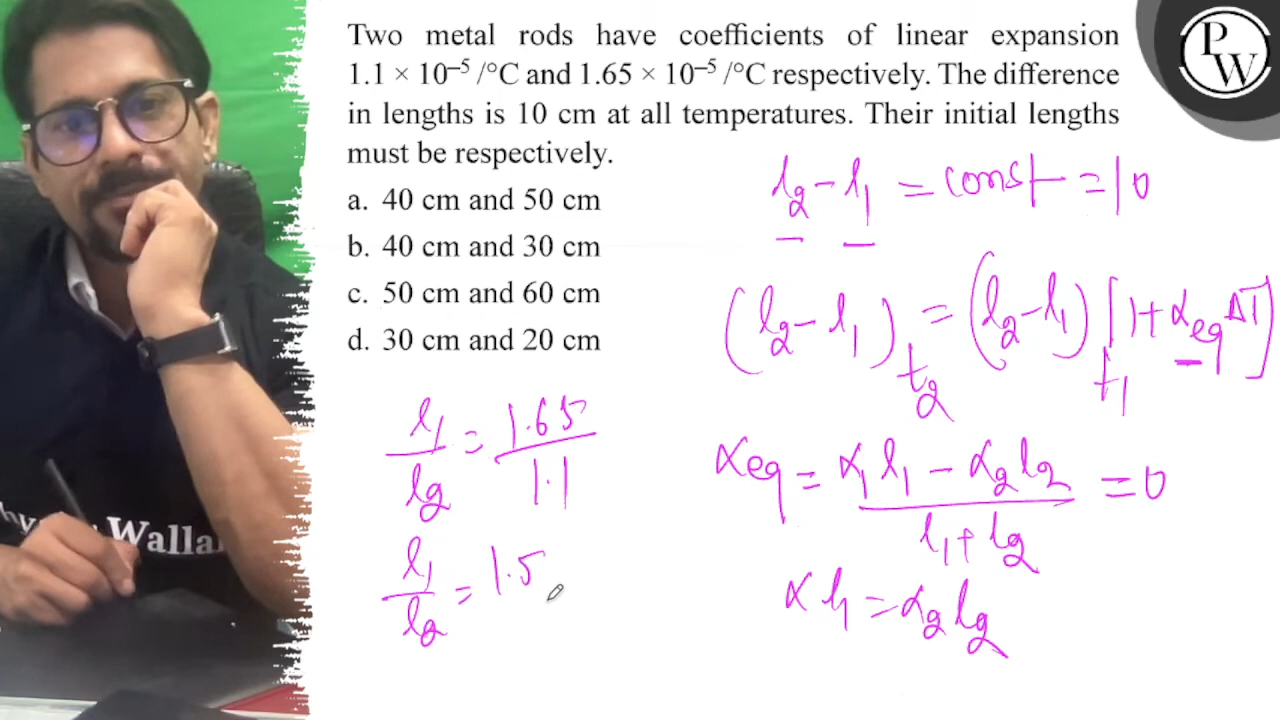 Two metal rods have coefficients of linear expansion
1.1 × 10⁻⁵ /°C and 1.65 × 10⁻⁵ /°C respectively. The difference
in lengths is 10 cm at all temperatures. Their initial lengths
must be respectively.
a. 40 cm and 50 cm
b. 40 cm and 30 cm
c. 50 cm and 60 cm
d. 30 cm and 20 cm
l₂ - l₁ = const = 10
(l₂ - l₁)t₂ = (l₂ - l₁)t₁ [1 + αeq ΔT]
αeq = (α₁l₁ - α₂l₂)/(l₁ + l₂) = 0
αl₁ = α₂l₂
l₁/l₂ = 1.65/1.1
l₁/l₂ = 1.5
PW
Walla